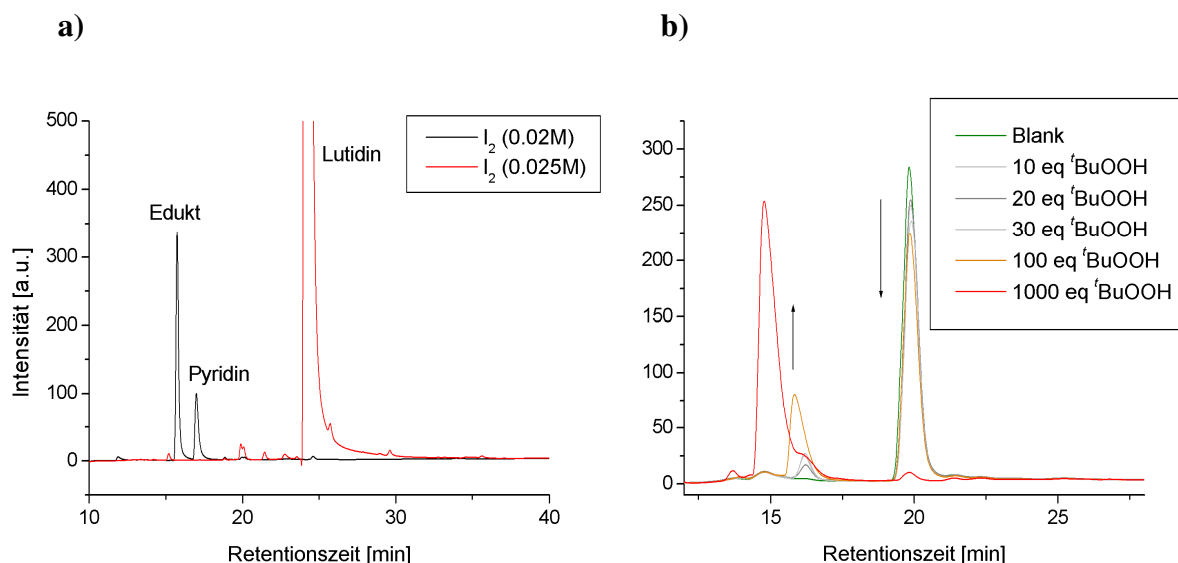 a)
500
400
300
200
100
0
Intensität [a.u.]
10
20
30
40
Retentionszeit [min]
Edukt
Pyridin
Lutidin
I₂ (0.02M)
I₂ (0.025M)
b)
300
250
200
150
100
50
0
15
20
25
Retentionszeit [min]
Blank
10 eq ᵗBuOOH
20 eq ᵗBuOOH
30 eq ᵗBuOOH
100 eq ᵗBuOOH
1000 eq ᵗBuOOH